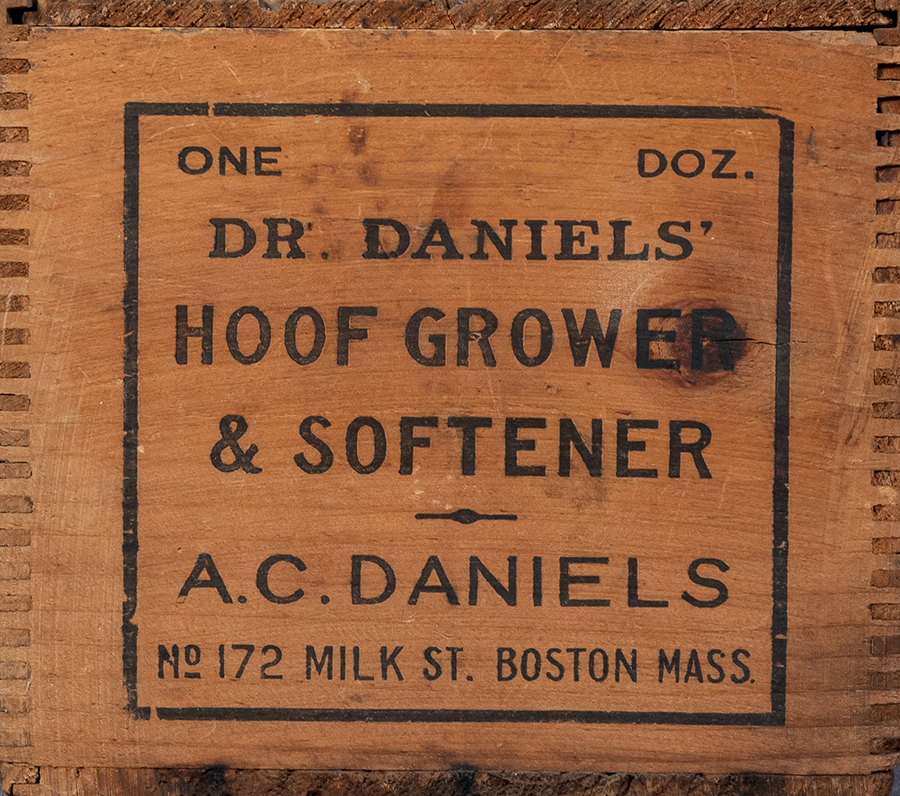 ONE DOZ.
DR. DANIELS'
HOOF GROWER
& SOFTENER
A.C. DANIELS
Nº 172 MILK ST. BOSTON MASS.